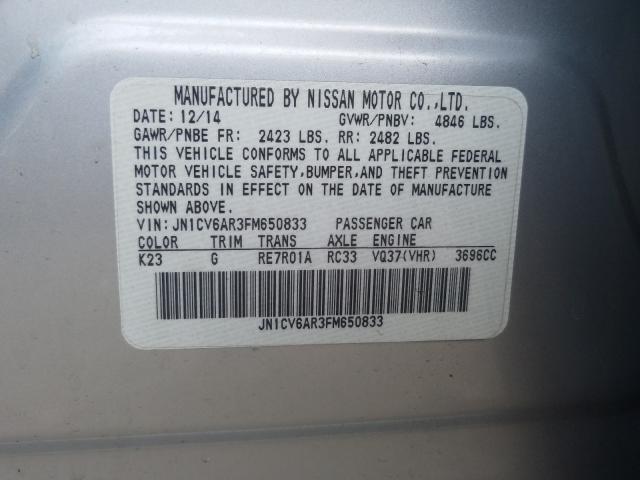 MANUFACTURED BY NISSAN MOTOR CO.,LTD.
DATE: 12/14 GVWR/PNBV: 4846 LBS.
GAWR/PNBE FR: 2423 LBS. RR: 2482 LBS.
THIS VEHICLE CONFORMS TO ALL APPLICABLE FEDERAL
MOTOR VEHICLE SAFETY,BUMPER,AND THEFT PREVENTION
STANDARDS IN EFFECT ON THE DATE OF MANUFACTURE
SHOWN ABOVE.
VIN:JN1CV6AR3FM650833 PASSENGER CAR
COLOR TRIM TRANS AXLE ENGINE
K23 G RE7R01A RC33 VQ37(VHR) 3696CC
JN1CV6AR3FM650833